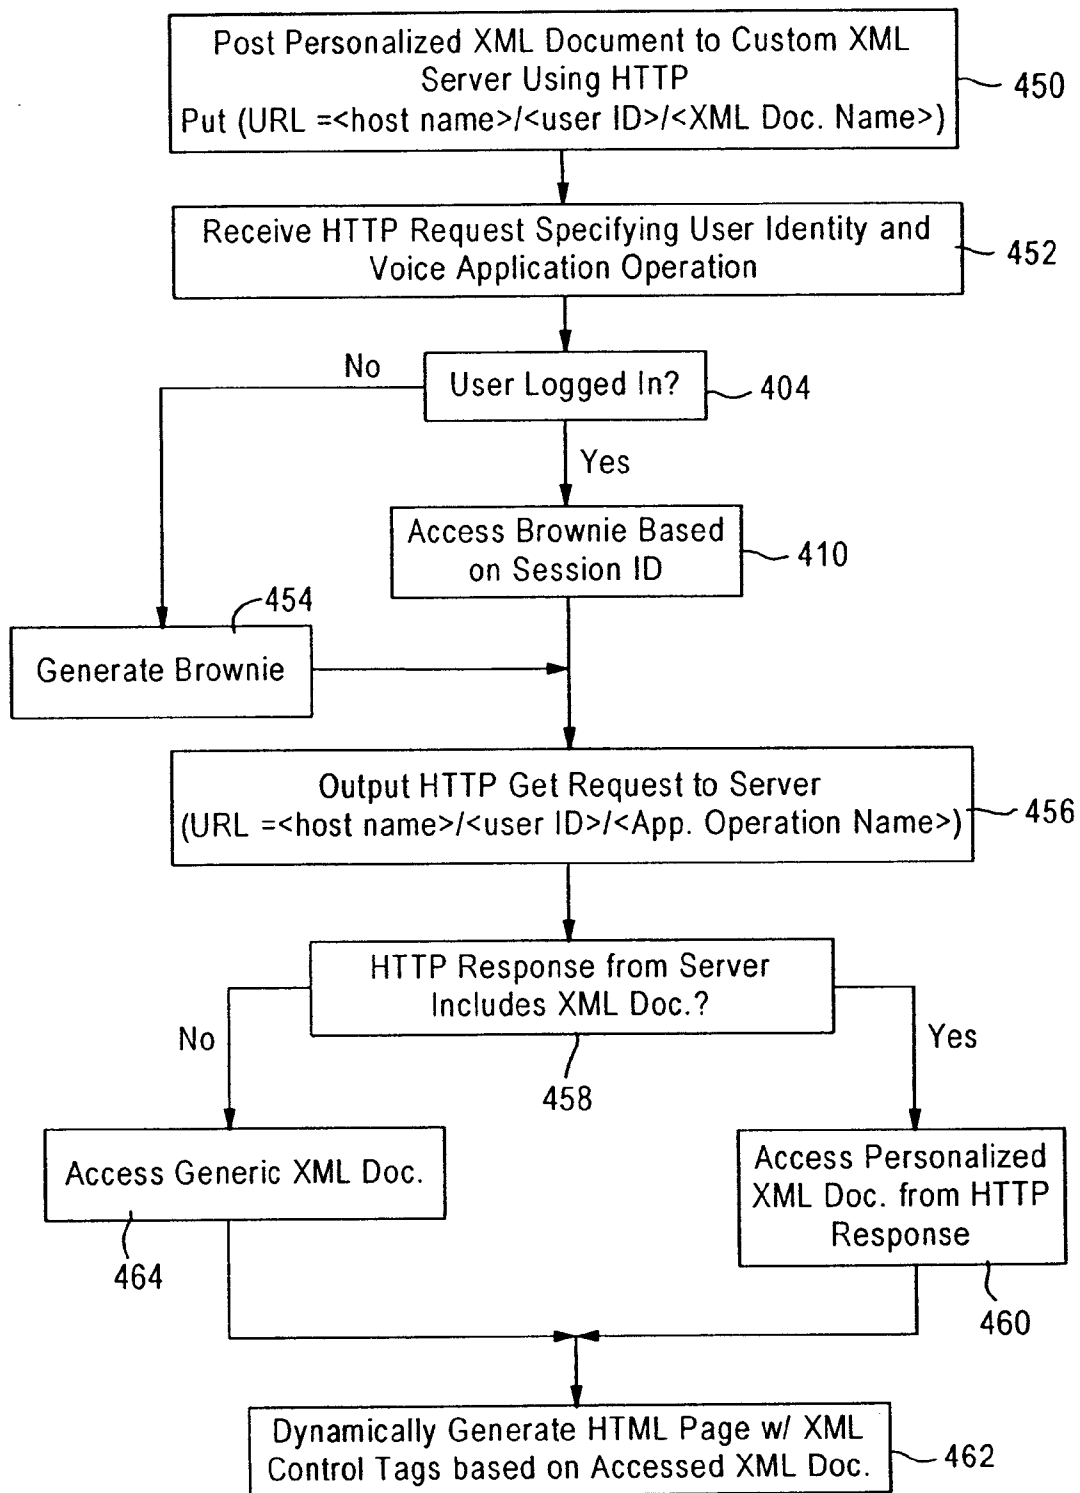 Post Personalized XML Document to Custom XML
Server Using HTTP
Put (URL =<host name>/<user ID>/<XML Doc. Name>)
450
Receive HTTP Request Specifying User Identity and
Voice Application Operation
452
No
User Logged In?
404
Yes
Access Brownie Based
on Session ID
410
454
Generate Brownie
Output HTTP Get Request to Server
(URL =<host name>/<user ID>/<App. Operation Name>)
456
HTTP Response from Server
Includes XML Doc.?
No
Yes
458
Access Generic XML Doc.
464
Access Personalized
XML Doc. from HTTP
Response
460
Dynamically Generate HTML Page w/ XML
Control Tags based on Accessed XML Doc.
462